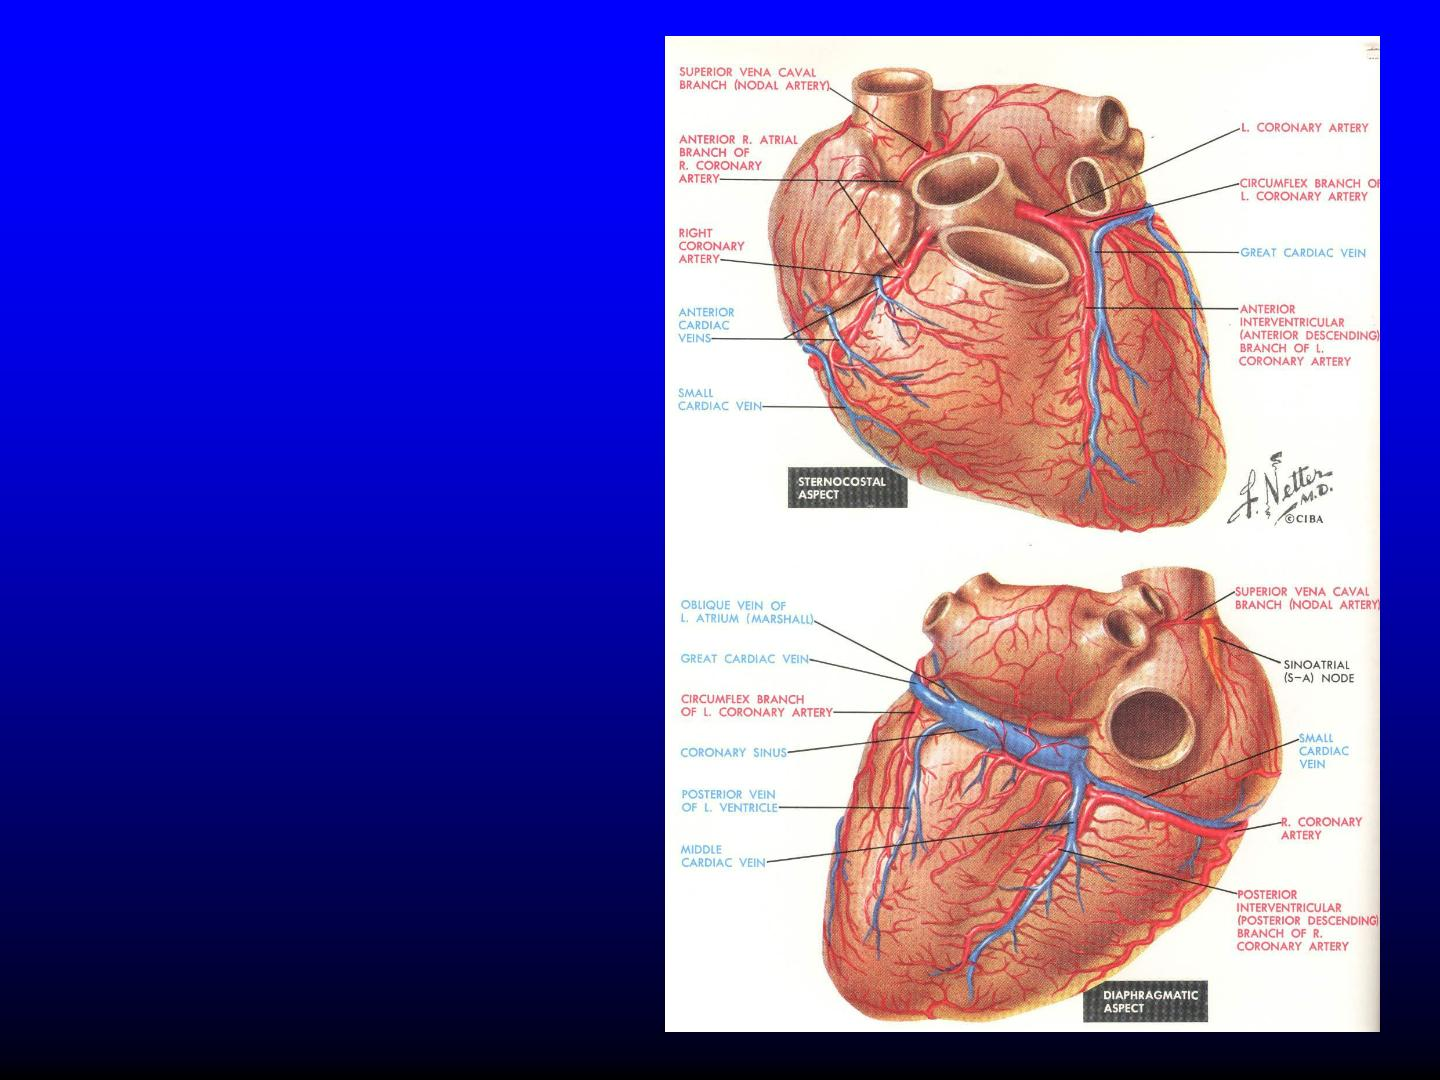 SUPERIOR VENA CAVAL
BRANCH (NODAL ARTERY)
ANTERIOR R. ATRIAL
BRANCH OF
R. CORONARY
ARTERY
RIGHT
CORONARY
ARTERY
ANTERIOR
CARDIAC
VEINS
SMALL
CARDIAC VEIN
L. CORONARY ARTERY
CIRCUMFLEX BRANCH OF
L. CORONARY ARTERY
GREAT CARDIAC VEIN
ANTERIOR
INTERVENTRICULAR
(ANTERIOR DESCENDING)
BRANCH OF L.
CORONARY ARTERY
STERNOCOSTAL
ASPECT
F. Netter
M.D.
©CIBA
OBLIQUE VEIN OF
L. ATRIUM (MARSHALL)
GREAT CARDIAC VEIN
CIRCUMFLEX BRANCH
OF L. CORONARY ARTERY
CORONARY SINUS
POSTERIOR VEIN
OF L. VENTRICLE
MIDDLE
CARDIAC VEIN
SUPERIOR VENA CAVAL
BRANCH (NODAL ARTERY)
SINOATRIAL
(S-A) NODE
SMALL
CARDIAC
VEIN
R. CORONARY
ARTERY
POSTERIOR
INTERVENTRICULAR
(POSTERIOR DESCENDING)
BRANCH OF R.
CORONARY ARTERY
DIAPHRAGMATIC
ASPECT